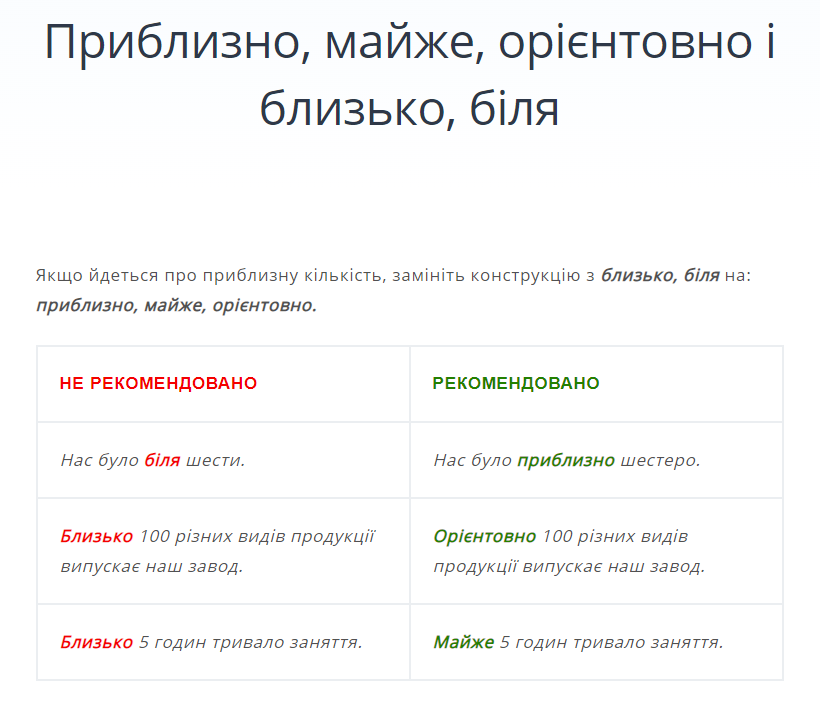 Приблизно, майже, орієнтовно і
близько, біля
Якщо йдеться про приблизну кількість, замініть конструкцію з близько, біля на:
приблизно, майже, орієнтовно.
НЕ РЕКОМЕНДОВАНО
РЕКОМЕНДОВАНО
Нас було біля шести.
Нас було приблизно шестеро.
Близько 100 різних видів продукції
випускає наш завод.
Орієнтовно 100 різних видів
продукції випускає наш завод.
Близько 5 годин тривало заняття.
Майже 5 годин тривало заняття.